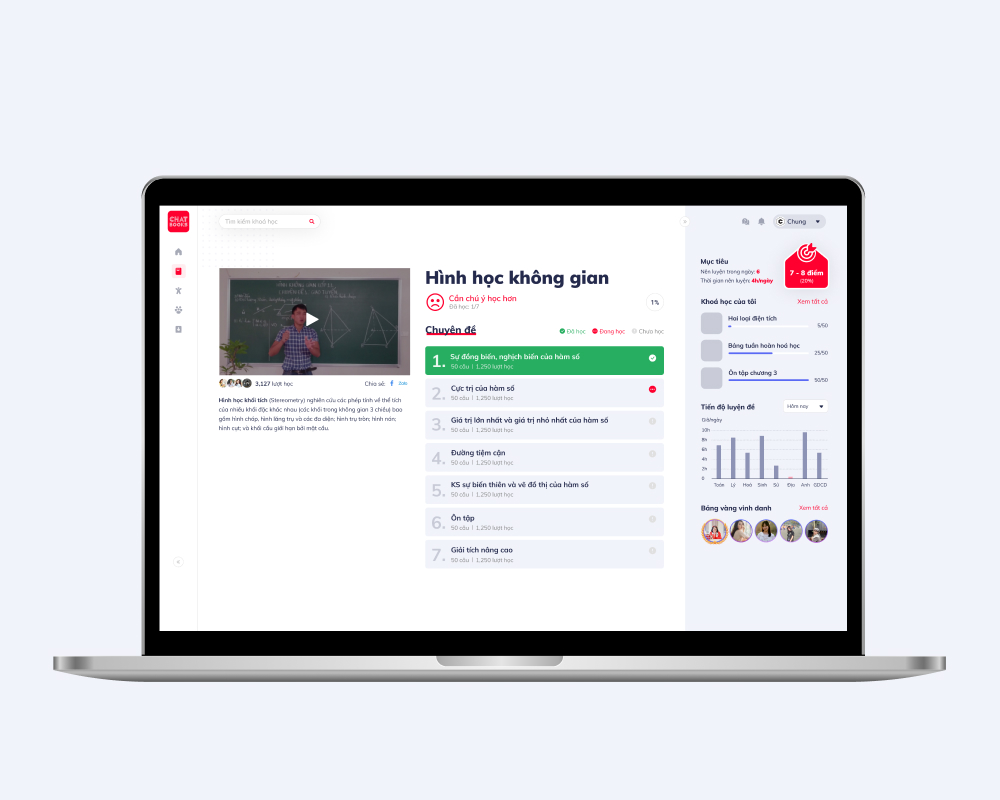 CHAT
BOOKS
Tìm kiếm khoá học
Chung
HÌNH KHÔNG GIAN LỚP 11
Hình học không gian
Cần chú ý học hơn
Đã học: 1/7
1%
Chuyên đề
Đã học
Đang học
Chưa học
1. Sự đồng biến, nghịch biến của hàm số
50 câu | 1,250 lượt học
2. Cực trị của hàm số
50 câu | 1,250 lượt học
3. Giá trị lớn nhất và giá trị nhỏ nhất của hàm số
50 câu | 1,250 lượt học
4. Đường tiệm cận
50 câu | 1,250 lượt học
5. KS sự biến thiên và vẽ đồ thị của hàm số
50 câu | 1,250 lượt học
6. Ôn tập
50 câu | 1,250 lượt học
7. Giải tích nâng cao
50 câu | 1,250 lượt học
3,127 lượt học
Chia sẻ:
Zalo
Hình học khối tích (Stereometry) nghiên cứu các phép tính về thể tích
của nhiều khối đặc khác nhau (các khối trong không gian 3 chiều) bao
gồm hình chóp, hình lăng trụ và các đa diện; hình trụ tròn; hình nón;
hình cụt; và khối cầu giới hạn bởi mặt cầu.
Mục tiêu
Nên luyện trong ngày: 6
Thời gian nên luyện: 4h/ngày
7 - 8 điểm
(20%)
Khoá học của tôi
Xem tất cả
Hai loại điện tích
5/50
Bảng tuần hoàn hoá học
25/50
Ôn tập chương 3
50/50
Tiến độ luyện đề
Hôm nay
Giờ/ngày
10h
8h
6h
4h
2h
0
Toán Lý Hoá Sinh Sử Địa Anh GDCD
Bảng vàng vinh danh
Xem tất cả